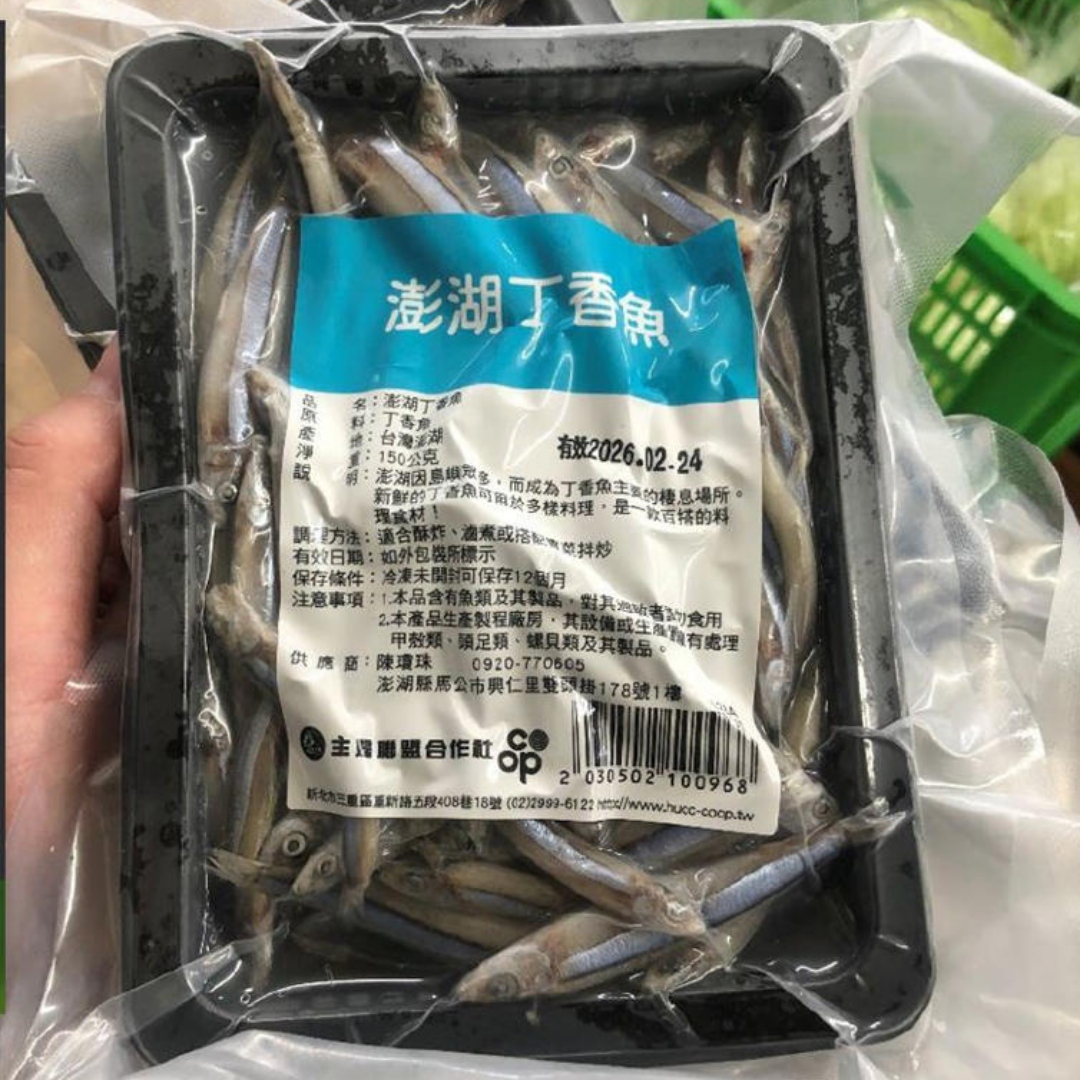 澎湖丁香魚
品名：澎湖丁香魚
原料：丁香魚
產地：台灣澎湖
淨重：150公克
有效2026.02-24
說明：澎湖因島嶼眾多，而成為丁香魚主要的棲息場所。
新鮮的丁香魚可用於多樣料理，是一款百搭的料
理食材！
調理方法：適合酥炸、滷煮或搭配青菜拌炒
有效日期：如外包裝所標示
保存條件：冷凍未開封可保存12個月
注意事項：1.本品含有魚類及其製品，對其過敏者請勿食用
2.本產品生產製程廠房，其設備或生產管線有處理
甲殼類、頭足類、螺貝類及其製品。
供應商：陳瓊珠 0920-770605
澎湖縣馬公市興仁里雙頭掛178號1樓
主婦聯盟合作社 coop
2 030502 100968
新北市三重區重新路五段408巷18號 (02)2999-6122 http://www.hucc-coop.tw